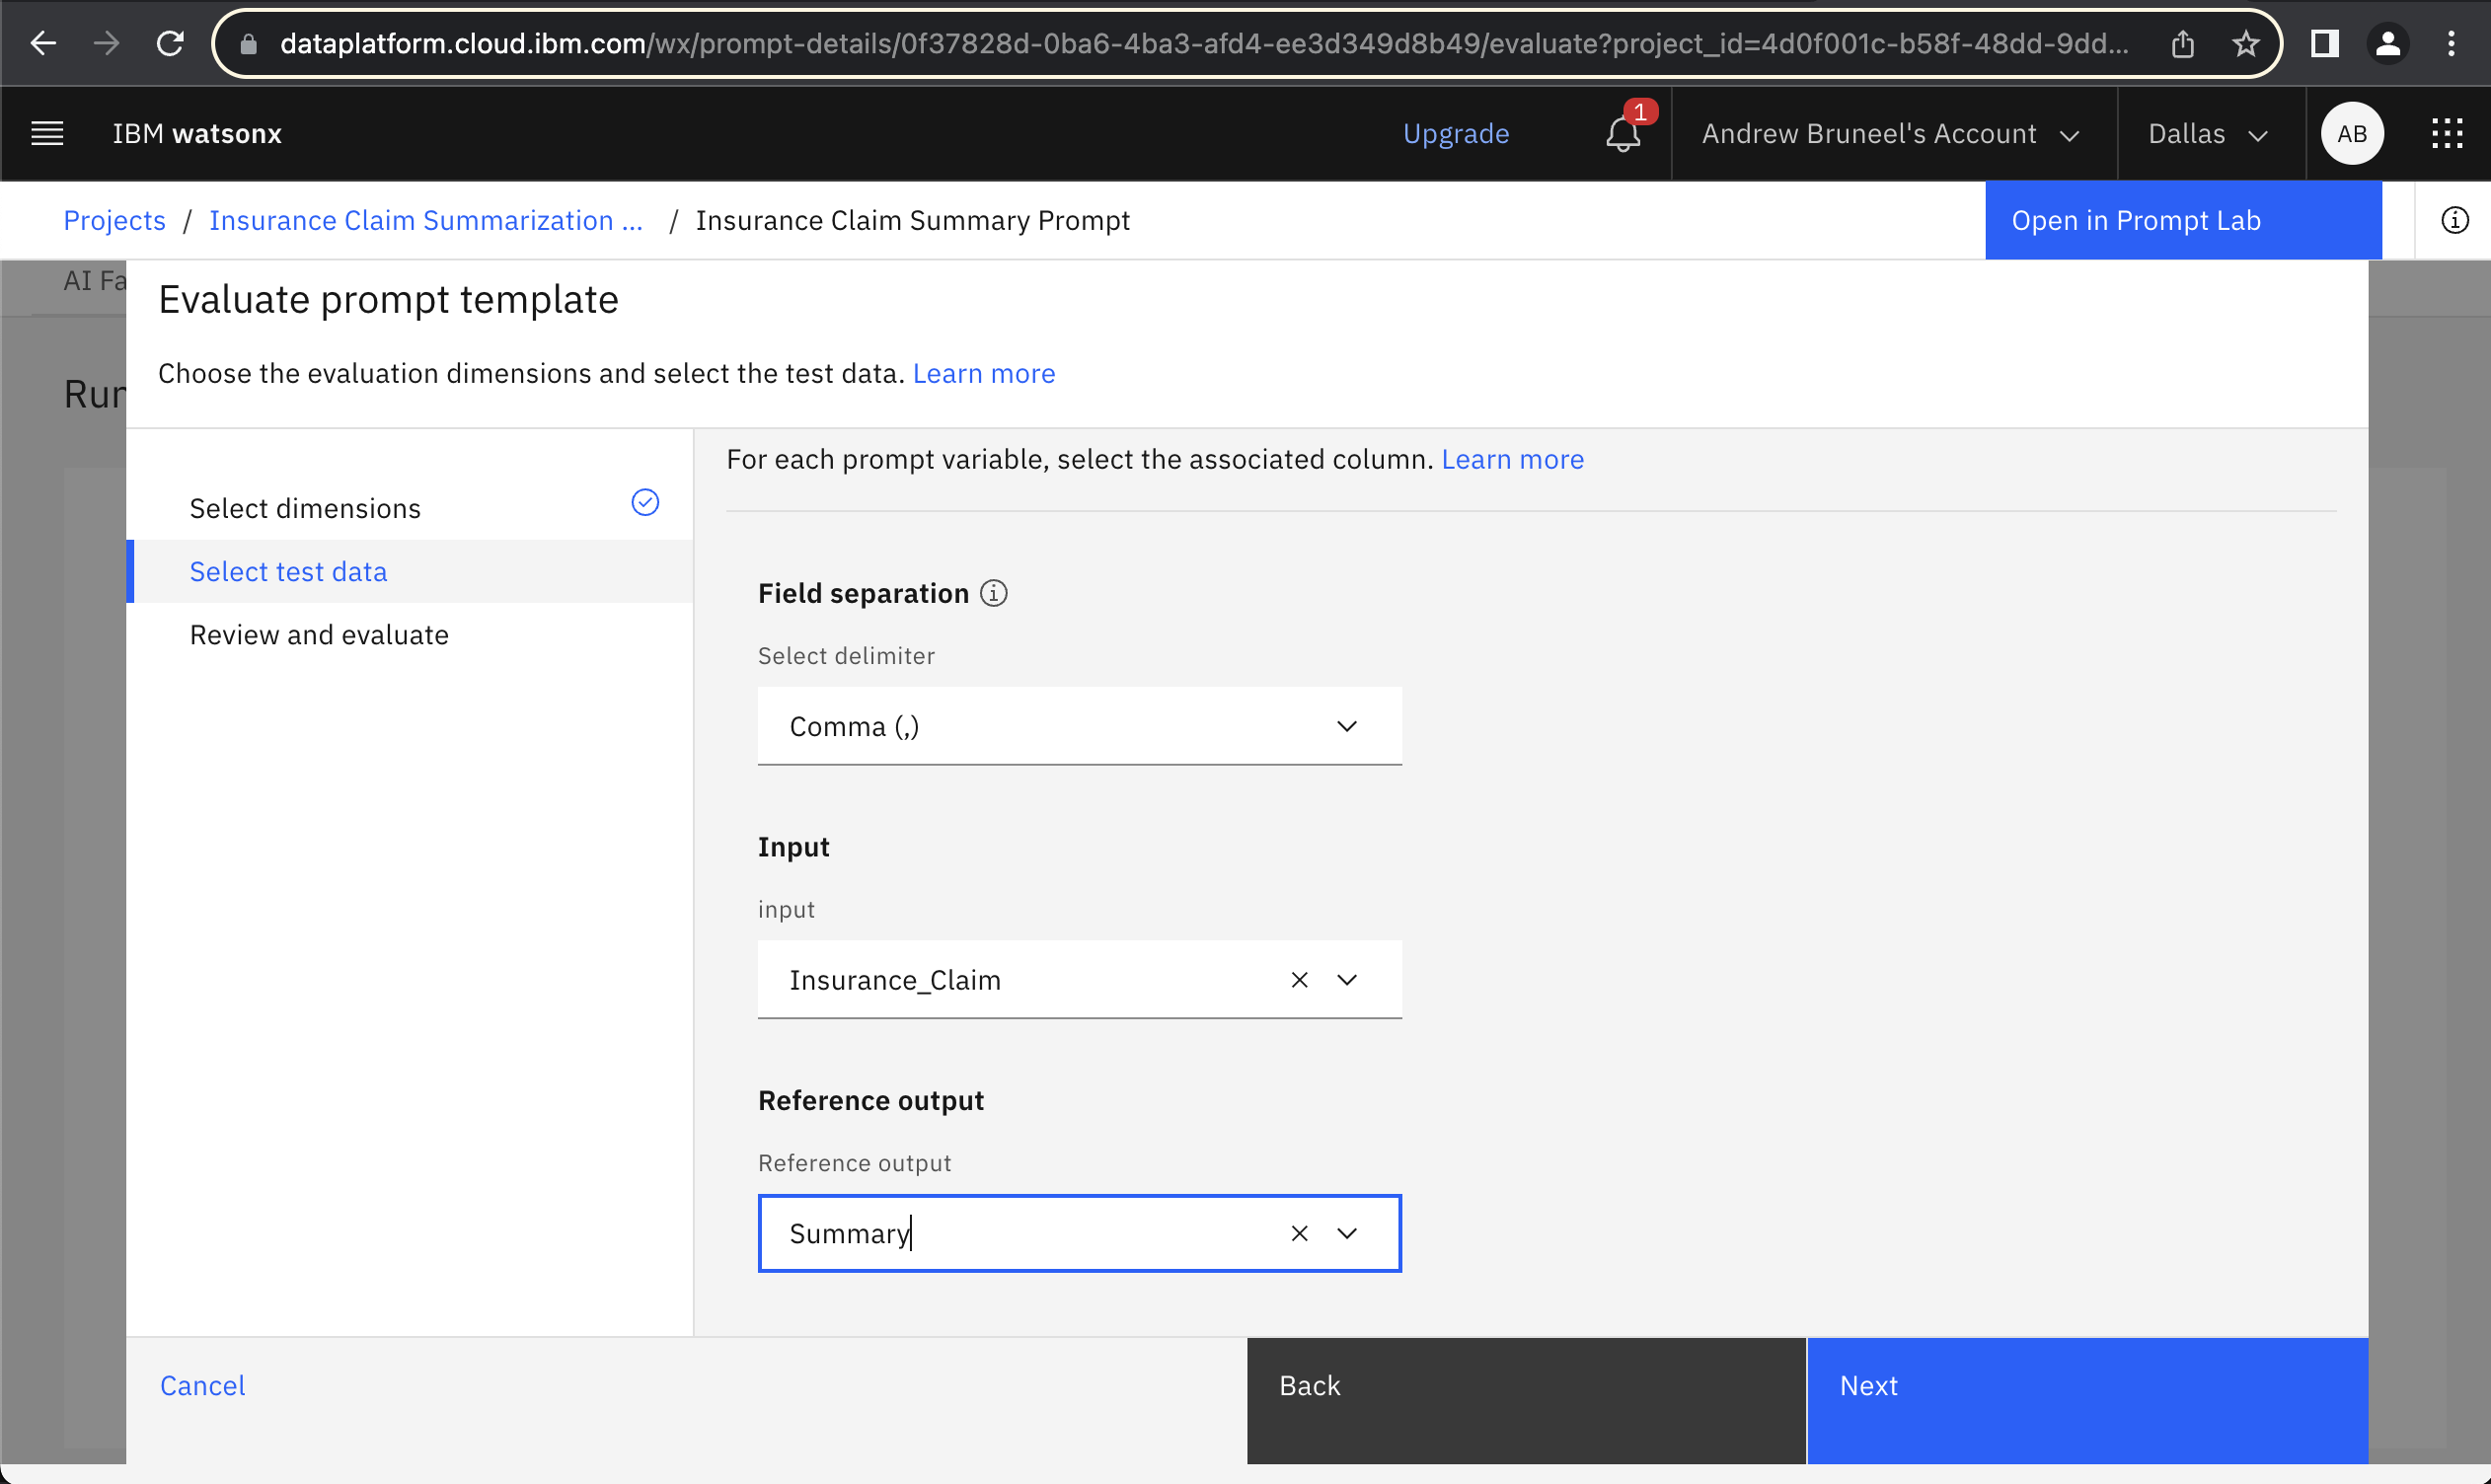 dataplatform.cloud.ibm.com/wx/prompt-details/0f37828d-0ba6-4ba3-afd4-ee3d349d8b49/evaluate?project_id=4d0f001c-b58f-48dd-9dd...
IBM watsonx
Upgrade
1
Andrew Bruneel's Account
Dallas
AB
Projects / Insurance Claim Summarization ... / Insurance Claim Summary Prompt
Open in Prompt Lab
AI Fa
Evaluate prompt template
Choose the evaluation dimensions and select the test data. Learn more
Run
Select dimensions
Select test data
Review and evaluate
For each prompt variable, select the associated column. Learn more
Field separation
Select delimiter
Comma (,)
Input
input
Insurance_Claim
Reference output
Reference output
Summary
Cancel
Back
Next